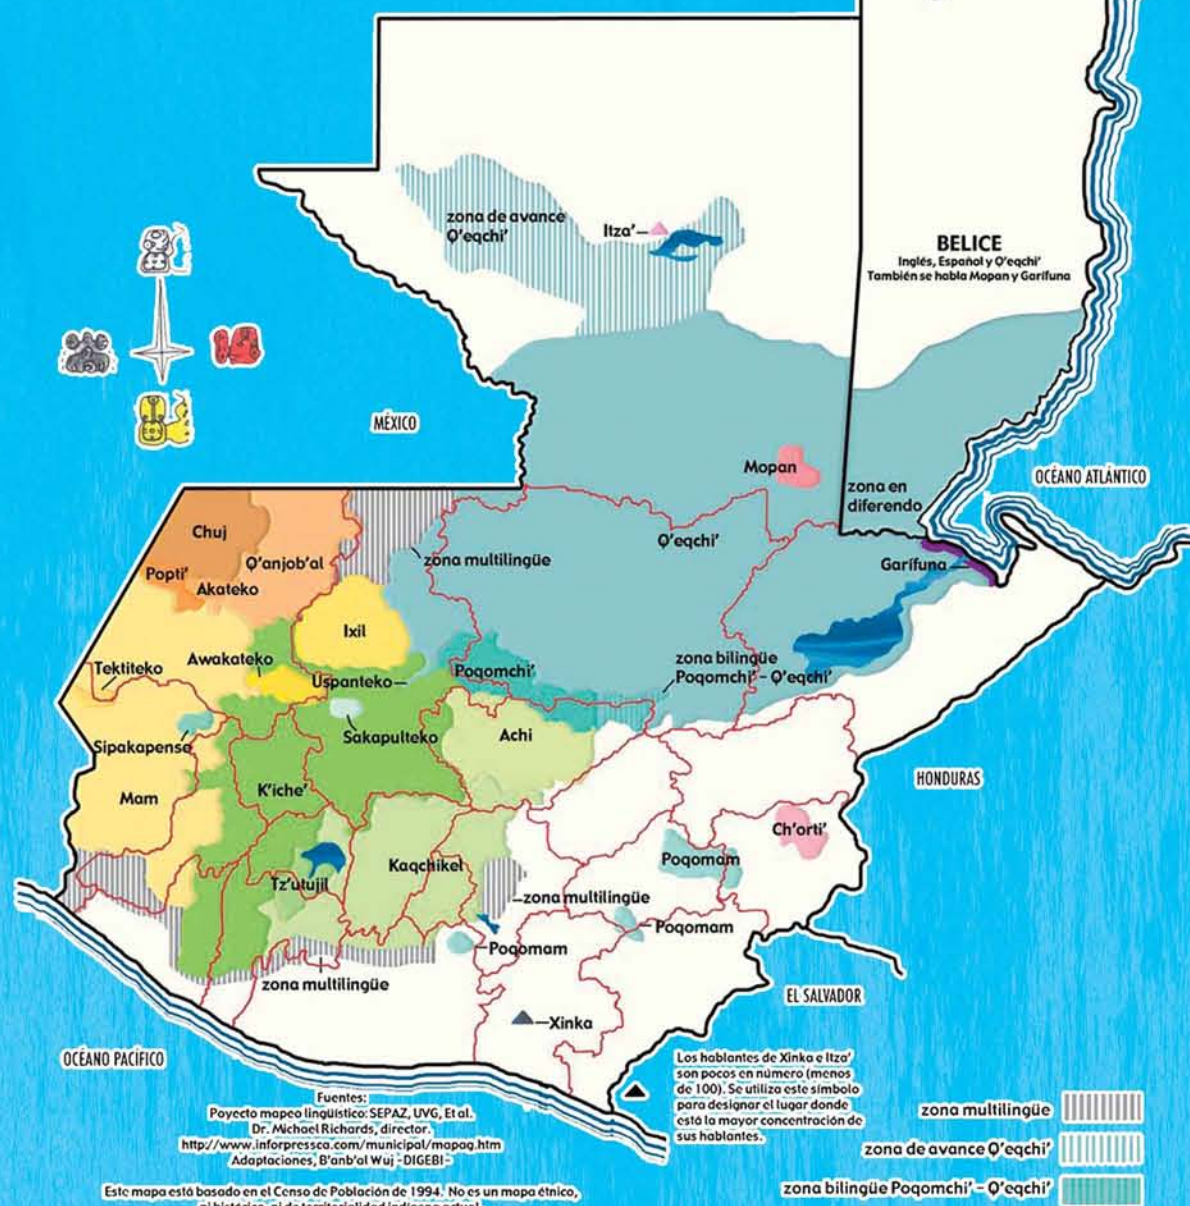 zona de avance
Q'eqchi'
Itza'
BELICE
Inglés, Español y Q'eqchi'
También se habla Mopan y Garífuna
MÉXICO
Mopan
zona en
diferendo
OCÉANO ATLÁNTICO
Chuj
Q'anjob'al
Popti'
Akateko
zona multilingüe
Q'eqchi'
Garífuna
Ixil
Tektiteko
Awakateko
Uspanteko
Poqomchi'
zona bilingüe
Poqomchi' - Q'eqchi'
Sipakapense
Sakapulteko
Achi
Mam
K'iche'
HONDURAS
Ch'orti'
Poqomam
Kaqchikel
Tz'utujil
zona multilingüe
Poqomam
Poqomam
zona multilingüe
Xinka
EL SALVADOR
OCÉANO PACÍFICO
Los hablantes de Xinka e Itza'
son pocos en número (menos
de 100). Se utiliza este símbolo
para designar el lugar donde
está la mayor concentración de
sus hablantes.
Fuentes:
Poyecto mapeo lingüístico: SEPAZ, UVG, Et al.
Dr. Michael Richards, director.
http://www.inforpressca.com/municipal/mapag.htm
Adaptaciones, B'anb'al Wuj -DIGEBI-
Este mapa está basado en el Censo de Población de 1994. No es un mapa étnico,
ni histórico, ni de territorialidad indígena actual
zona multilingüe
zona de avance Q'eqchi'
zona bilingüe Poqomchi' - Q'eqchi'